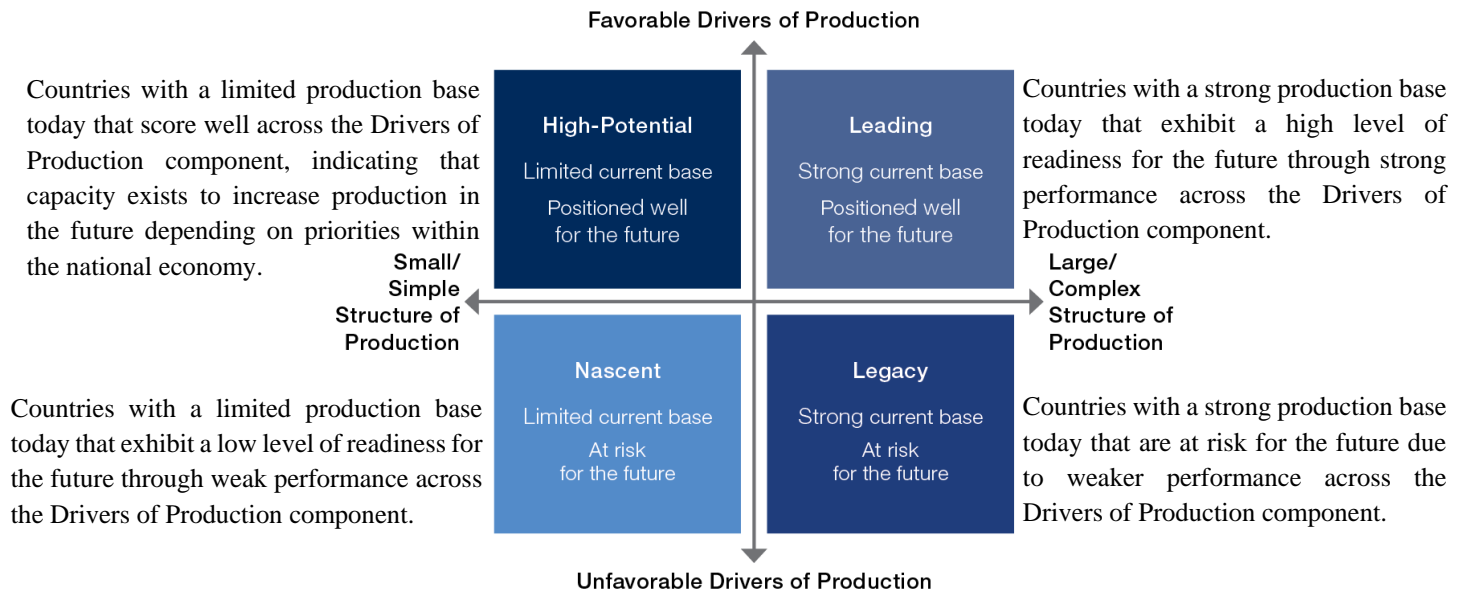 Favorable Drivers of Production
Countries with a limited production base
today that score well across the Drivers of
Production component, indicating that
capacity exists to increase production in
the future depending on priorities within
the national economy.
High-Potential
Limited current base
Positioned well
for the future
Leading
Strong current base
Positioned well
for the future
Countries with a strong production base
today that exhibit a high level of
readiness for the future through strong
performance across the Drivers of
Production component.
Small/
Simple
Structure of
Production
Large/
Complex
Structure of
Production
Countries with a limited production base
today that exhibit a low level of readiness for
the future through weak performance across
the Drivers of Production component.
Nascent
Limited current base
At risk
for the future
Legacy
Strong current base
At risk
for the future
Countries with a strong production base
today that are at risk for the future due
to weaker performance across the
Drivers of Production component.
Unfavorable Drivers of Production